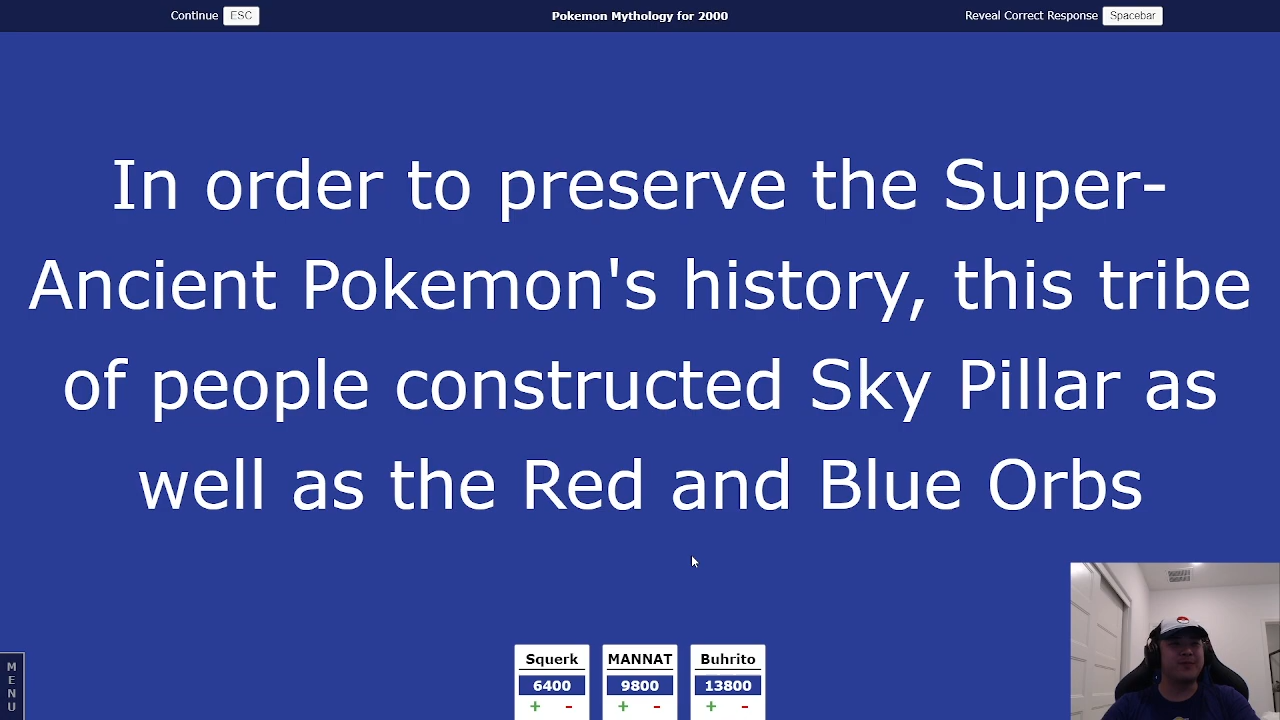 Continue ESC
Pokemon Mythology for 2000
Reveal Correct Response Spacebar
In order to preserve the Super-
Ancient Pokemon's history, this tribe
of people constructed Sky Pillar as
well as the Red and Blue Orbs
MENU
Squerk MANNAT Buhrito
6400 9800 13800
+ - + - + -